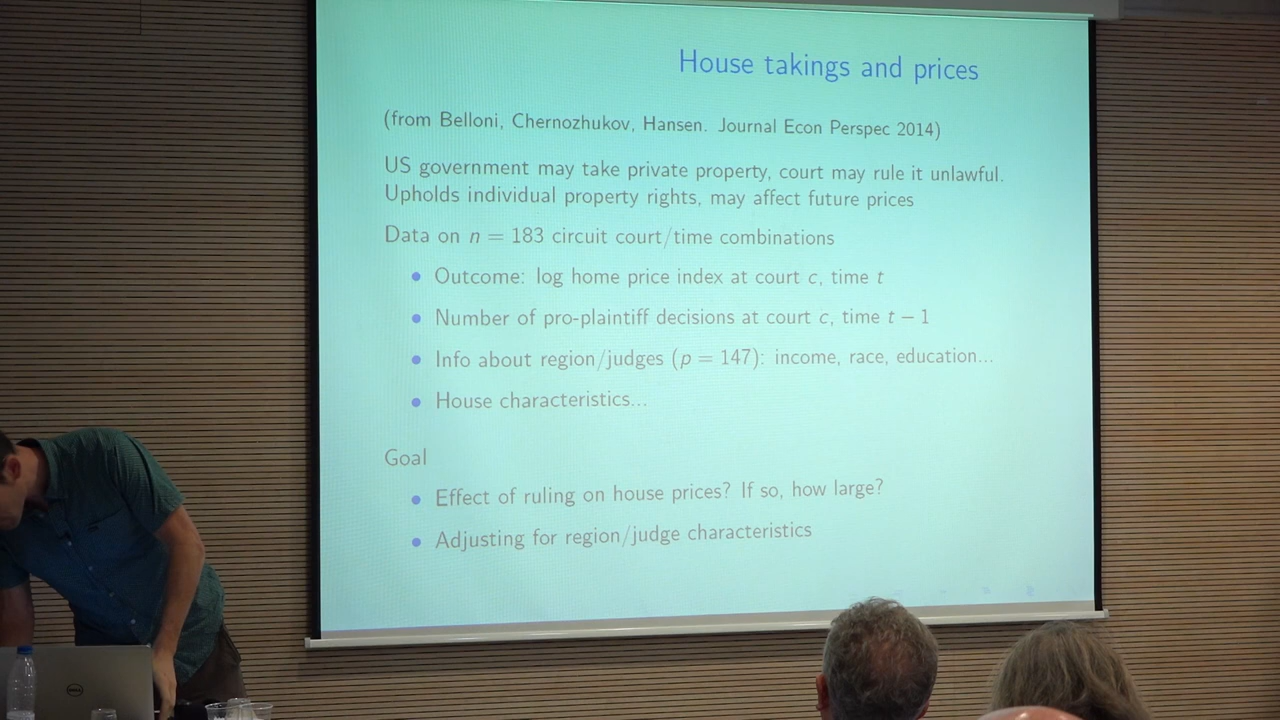 House takings and prices
(from Belloni, Chernozhukov, Hansen. Journal Econ Perspec 2014)
US government may take private property, court may rule it unlawful.
Upholds individual property rights, may affect future prices
Data on n = 183 circuit court/time combinations
• Outcome: log home price index at court c, time t
• Number of pro-plaintiff decisions at court c, time t − 1
• Info about region/judges (p = 147): income, race, education...
• House characteristics...
Goal
• Effect of ruling on house prices? If so, how large?
• Adjusting for region/judge characteristics
DELL